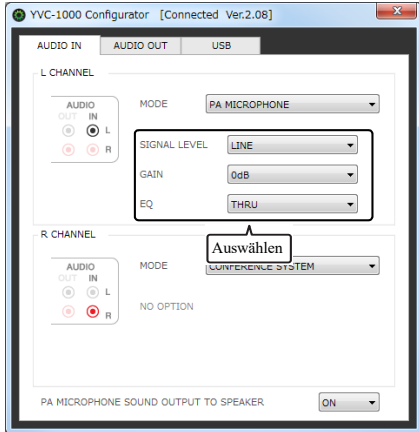 YVC-1000 Configurator [Connected Ver.2.08]
AUDIO IN AUDIO OUT USB
L CHANNEL
AUDIO
OUT IN
L
R
MODE PA MICROPHONE
SIGNAL LEVEL LINE
GAIN 0dB
EQ THRU
Auswählen
R CHANNEL
AUDIO
OUT IN
L
R
MODE CONFERENCE SYSTEM
NO OPTION
PA MICROPHONE SOUND OUTPUT TO SPEAKER ON